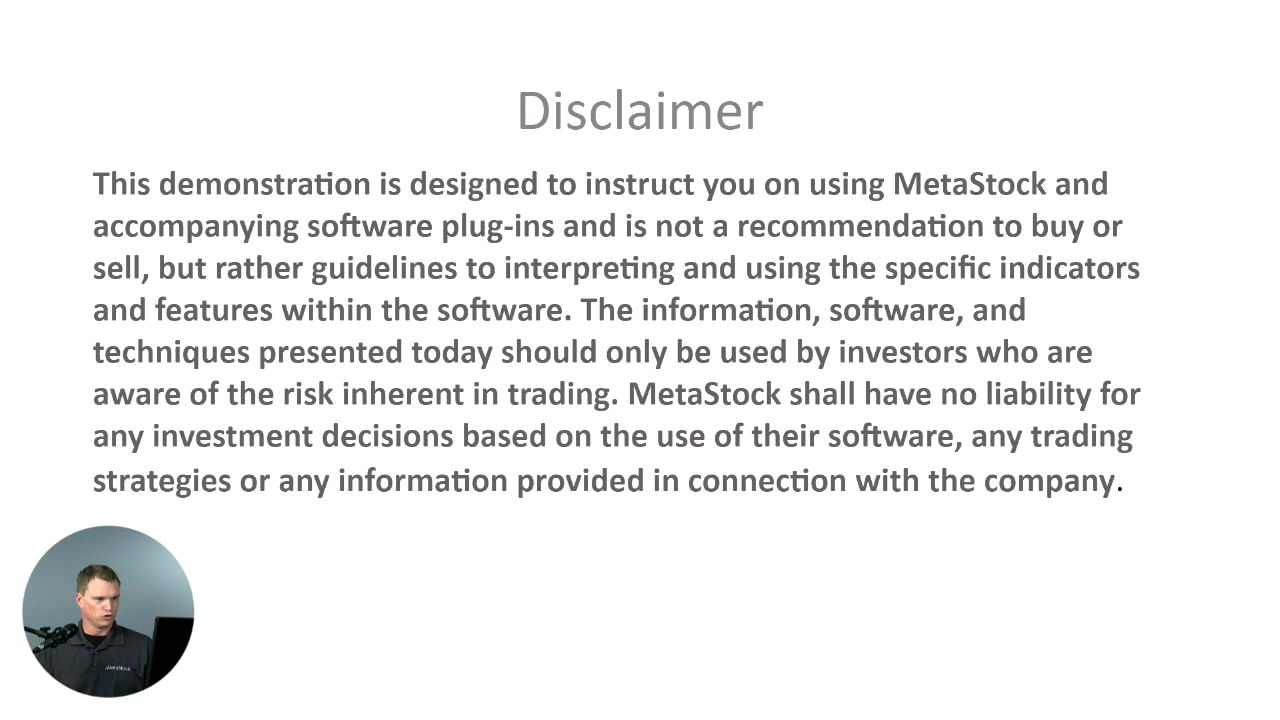 Disclaimer
This demonstration is designed to instruct you on using MetaStock and
accompanying software plug-ins and is not a recommendation to buy or
sell, but rather guidelines to interpreting and using the specific indicators
and features within the software. The information, software, and
techniques presented today should only be used by investors who are
aware of the risk inherent in trading. MetaStock shall have no liability for
any investment decisions based on the use of their software, any trading
strategies or any information provided in connection with the company.
MetaStock